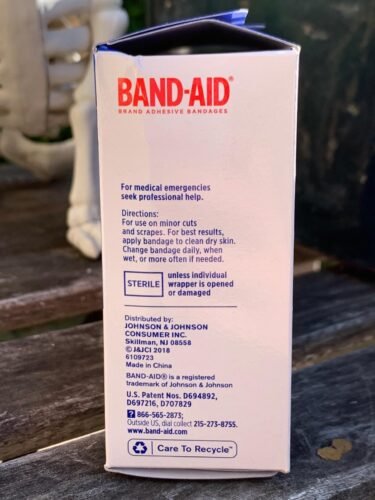 BAND-AID®
BRAND ADHESIVE BANDAGES
For medical emergencies
seek professional help.
Directions:
For use on minor cuts
and scrapes. For best results,
apply bandage to clean dry skin.
Change bandage daily, when
wet, or more often if needed.
STERILE
unless individual
wrapper is opened
or damaged
Distributed by:
JOHNSON & JOHNSON
CONSUMER INC.
Skillman, NJ 08558
© J&JCI 2018
6109723
Made in China
BAND-AID® is a registered
trademark of Johnson & Johnson
U.S. Patent Nos. D694892,
D697216, D707829
? 866-565-2873;
Outside US, dial collect 215-273-8755.
www.band-aid.com
Care To Recycle™